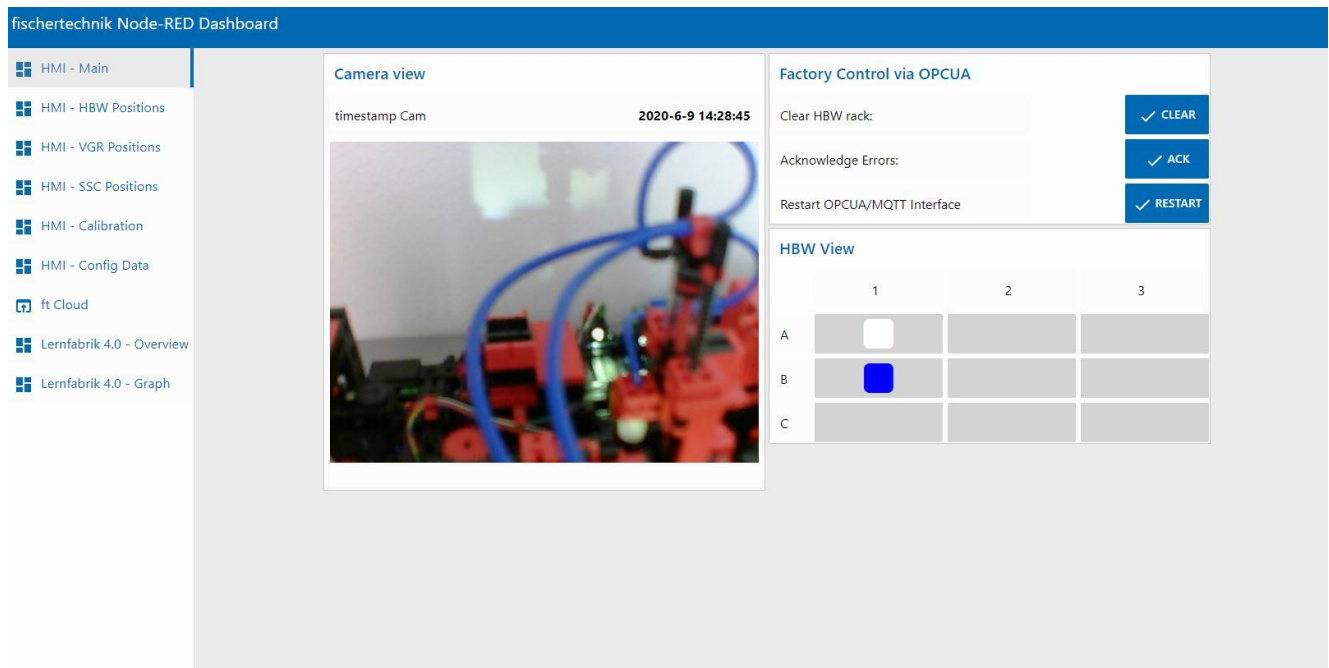 fischertechnik Node-RED Dashboard
HMI - Main
HMI - HBW Positions
HMI - VGR Positions
HMI - SSC Positions
HMI - Calibration
HMI - Config Data
ft Cloud
Lernfabrik 4.0 - Overview
Lernfabrik 4.0 - Graph
Camera view
timestamp Cam 2020-6-9 14:28:45
Factory Control via OPCUA
Clear HBW rack: CLEAR
Acknowledge Errors: ACK
Restart OPCUA/MQTT Interface RESTART
HBW View
1 2 3
A
B
C